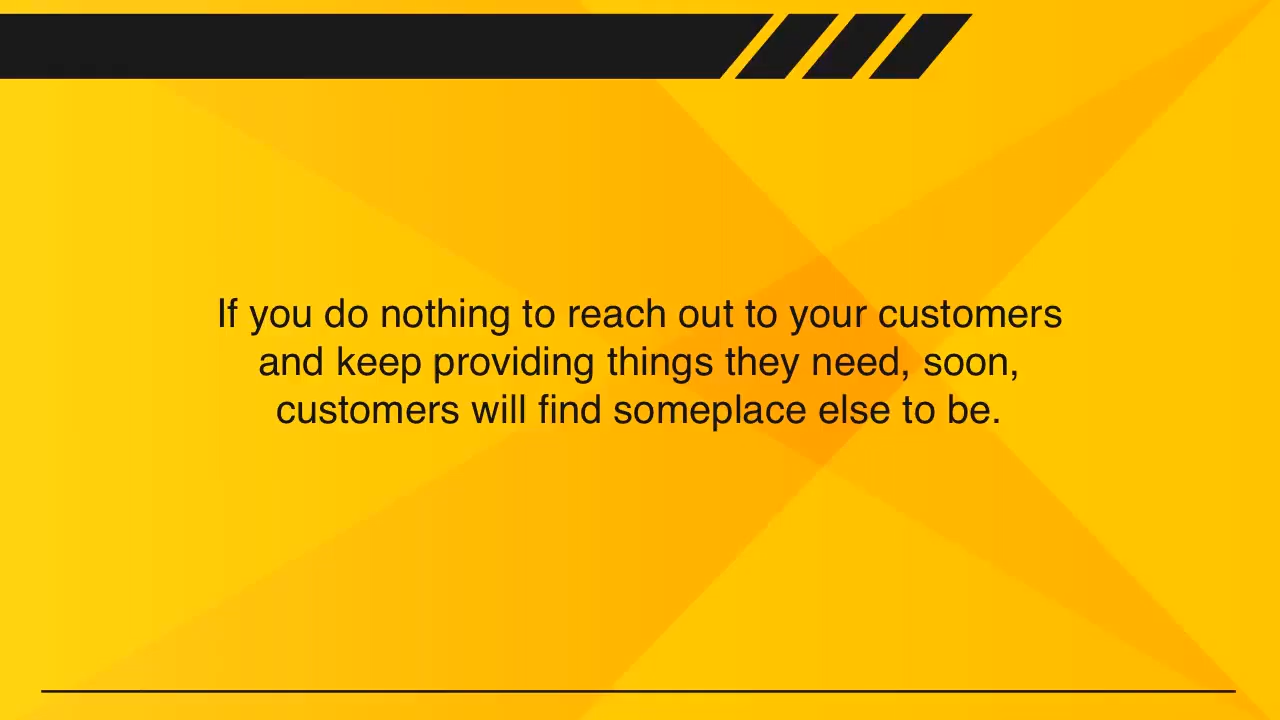 If you do nothing to reach out to your customers
and keep providing things they need, soon,
customers will find someplace else to be.